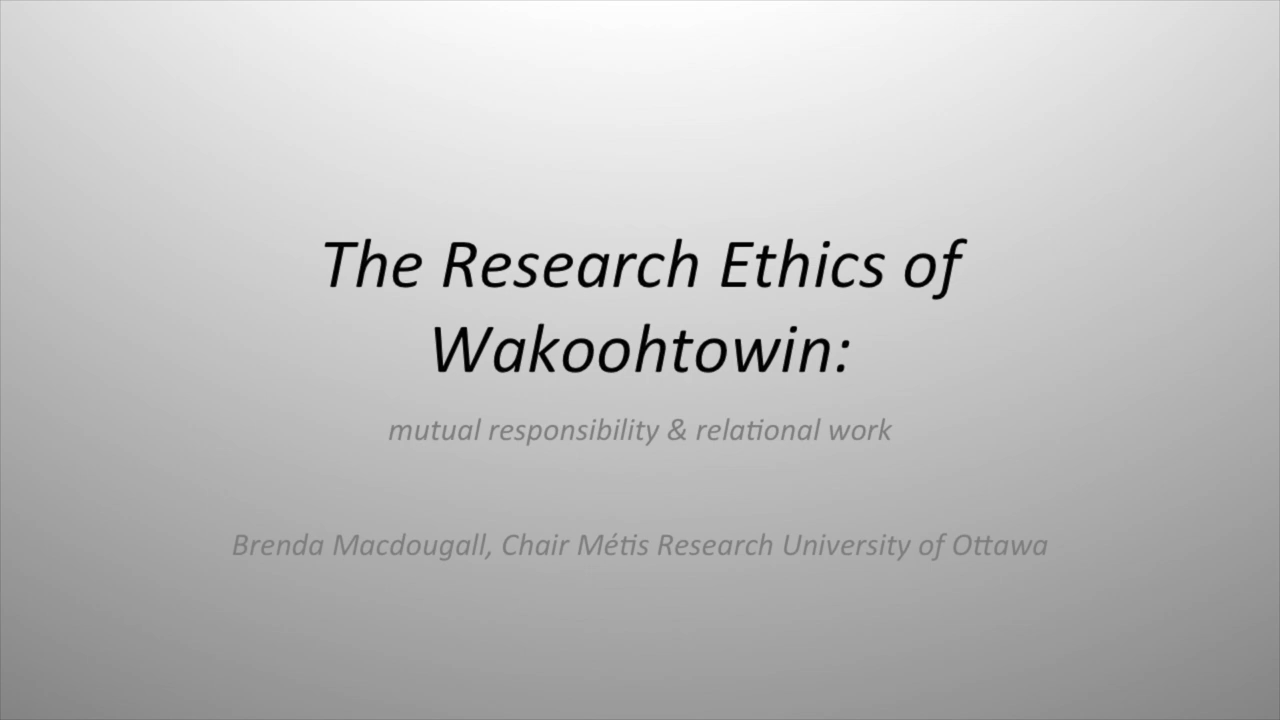 The Research Ethics of
Wakoohtowin:
mutual responsibility & relational work
Brenda Macdougall, Chair Métis Research University of Ottawa